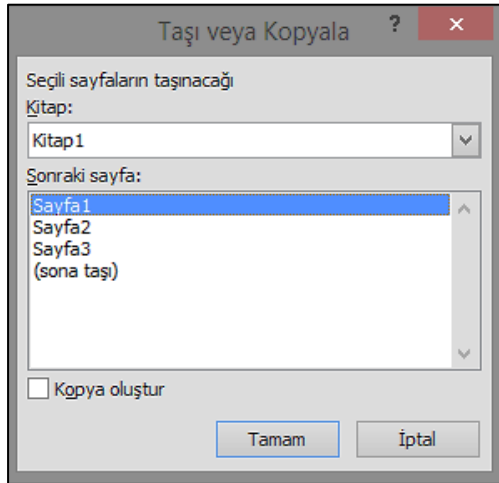 Taşı veya Kopyala ?
Seçili sayfaların taşınacağı
Kitap:
Kitap1
Sonraki sayfa:
Sayfa1
Sayfa2
Sayfa3
(sona taşı)
Kopya oluştur
Tamam İptal